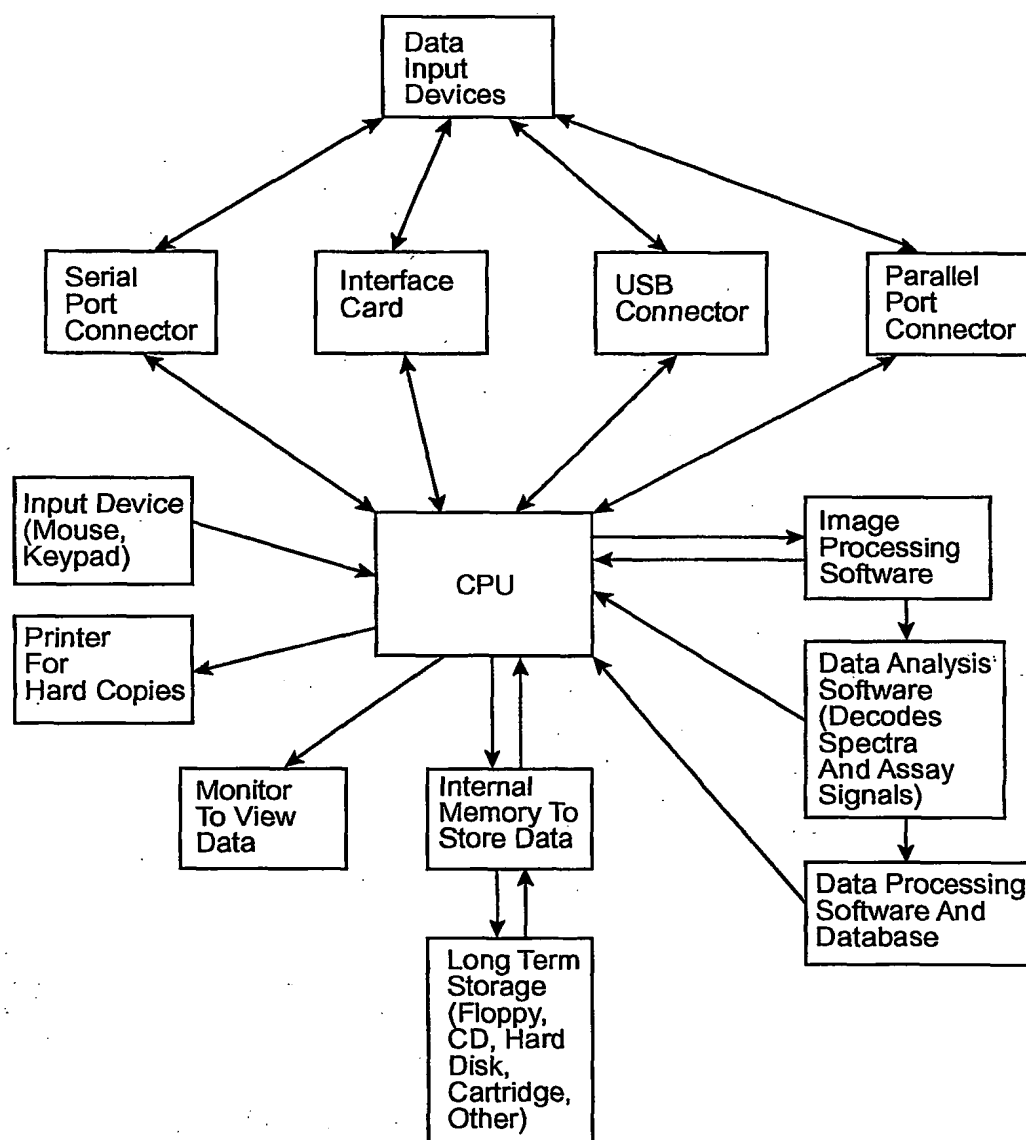 Data
Input
Devices
Serial
Port
Connector
Interface
Card
USB
Connector
Parallel
Port
Connector
Input Device
(Mouse,
Keypad)
CPU
Image
Processing
Software
Printer
For
Hard Copies
Data Analysis
Software
(Decodes
Spectra
And Assay
Signals)
Monitor
To View
Data
Internal
Memory To
Store Data
Data Processing
Software And
Database
Long Term
Storage
(Floppy,
CD, Hard
Disk,
Cartridge,
Other)